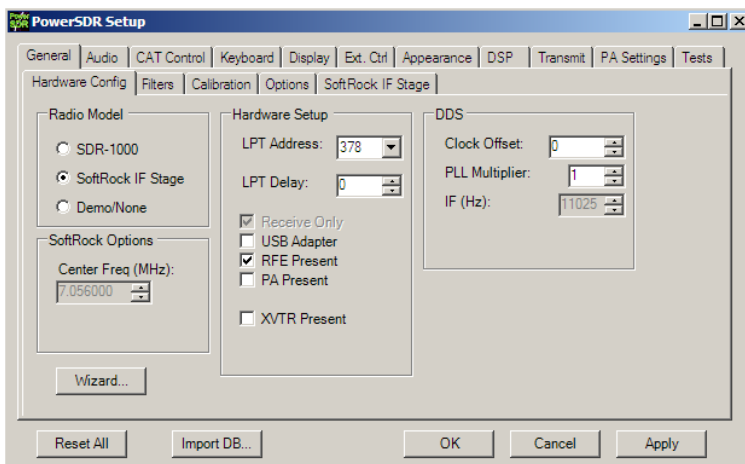 Power SDR PowerSDR Setup
General Audio CAT Control Keyboard Display Ext. Ctrl Appearance DSP Transmit PA Settings Tests
Hardware Config Filters Calibration Options SoftRock IF Stage
Radio Model
SDR-1000
SoftRock IF Stage
Demo/None
SoftRock Options
Center Freq (MHz):
7.056000
Wizard...
Hardware Setup
LPT Address: 378
LPT Delay: 0
Receive Only
USB Adapter
RFE Present
PA Present
XVTR Present
DDS
Clock Offset: 0
PLL Multiplier: 1
IF (Hz): 11025
Reset All Import DB... OK Cancel Apply